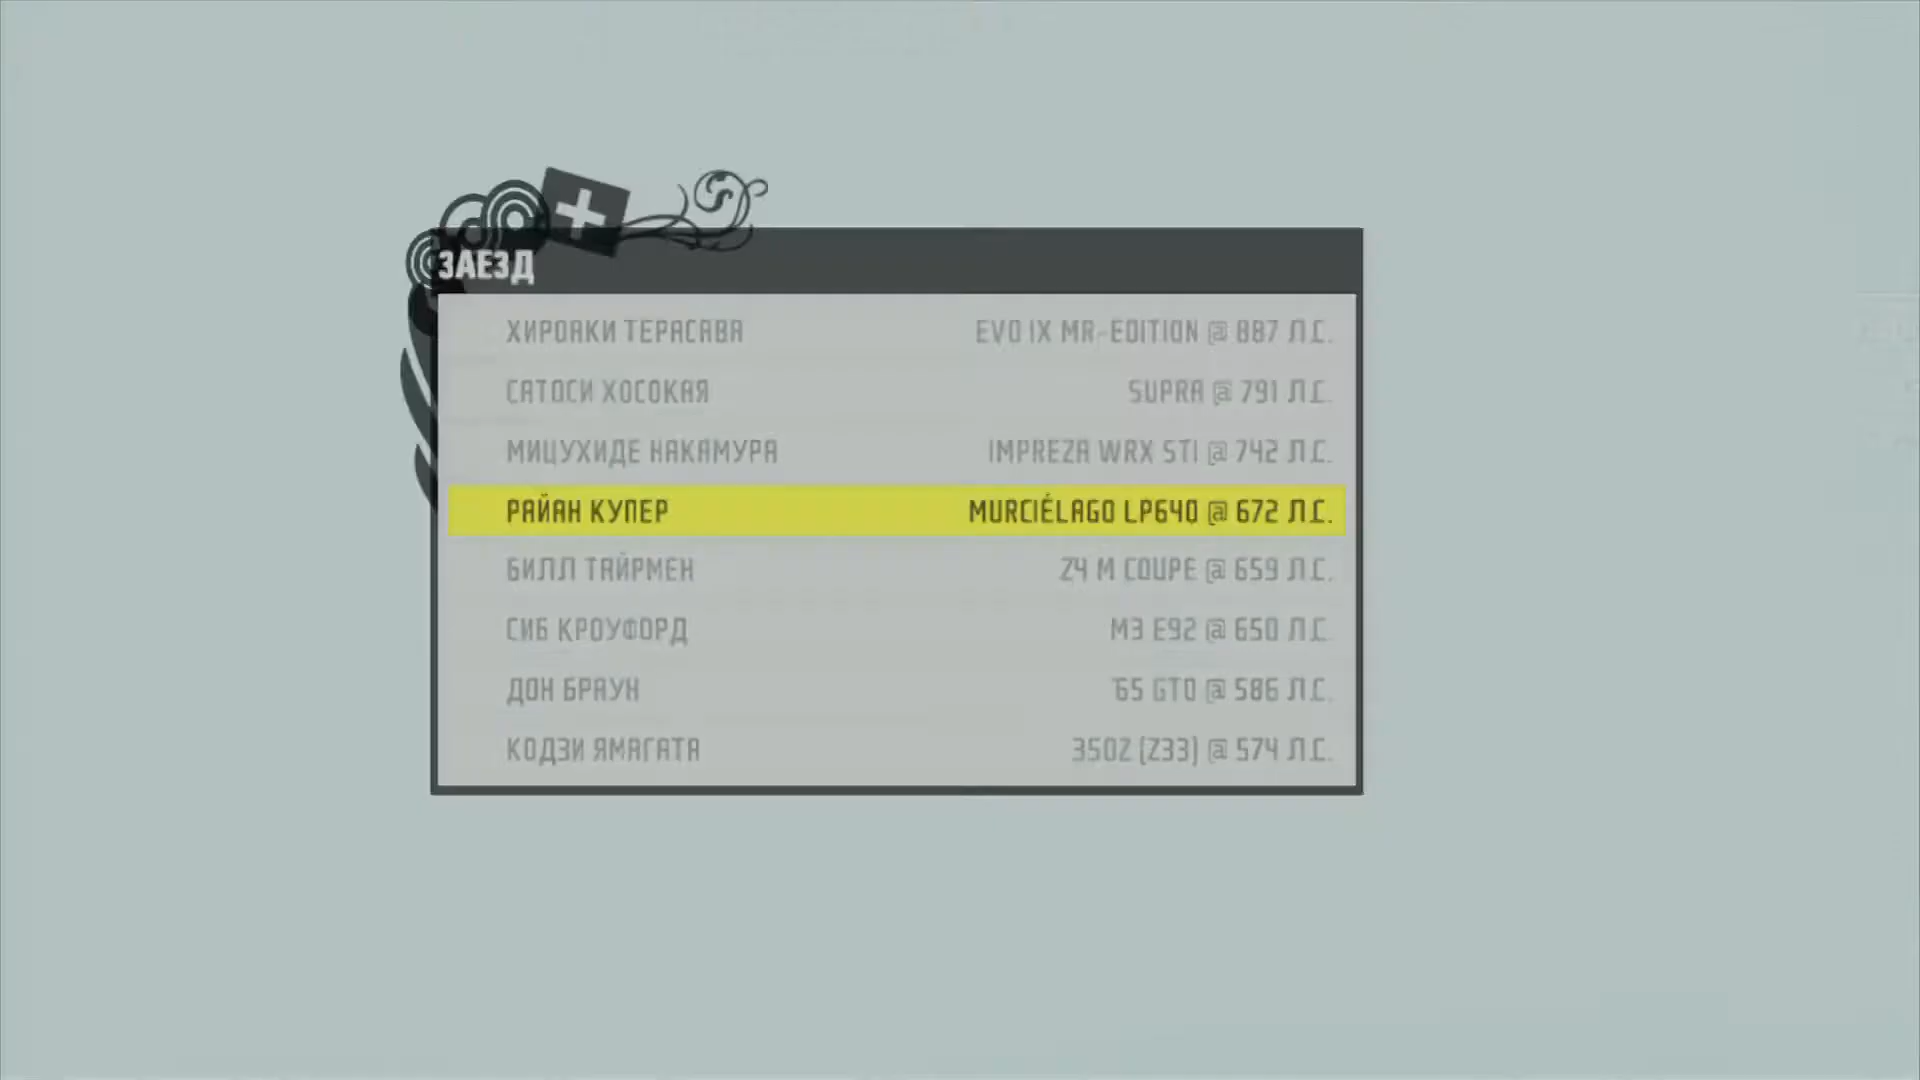 ЗАЕЗД
ХИРОАКИ ТЕРАСАВА EVO IX MR-EDITION @ 887 Л.С.
САТОСИ ХОСОКАЯ SUPRA @ 791 Л.С.
МИЦУХИДЕ НАКАМУРА IMPREZA WRX STI @ 742 Л.С.
РАЙАН КУПЕР MURCIÉLAGO LP640 @ 672 Л.С.
БИЛЛ ТАЙРМЕН Z4 M COUPE @ 659 Л.С.
СИБ КРОУФОРД M3 E92 @ 650 Л.С.
ДОН БРАУН '65 GTO @ 586 Л.С.
КОДЗИ ЯМАГАТА 350Z (Z33) @ 574 Л.С.